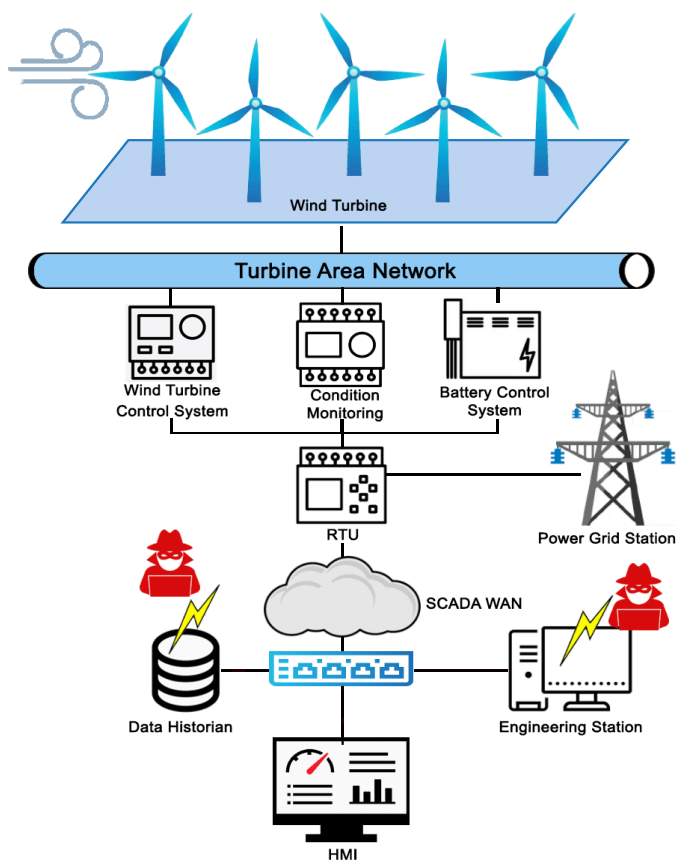 Wind Turbine
Turbine Area Network
Wind Turbine
Control System
Condition
Monitoring
Battery Control
System
RTU
Power Grid Station
SCADA WAN
Data Historian
Engineering Station
HMI